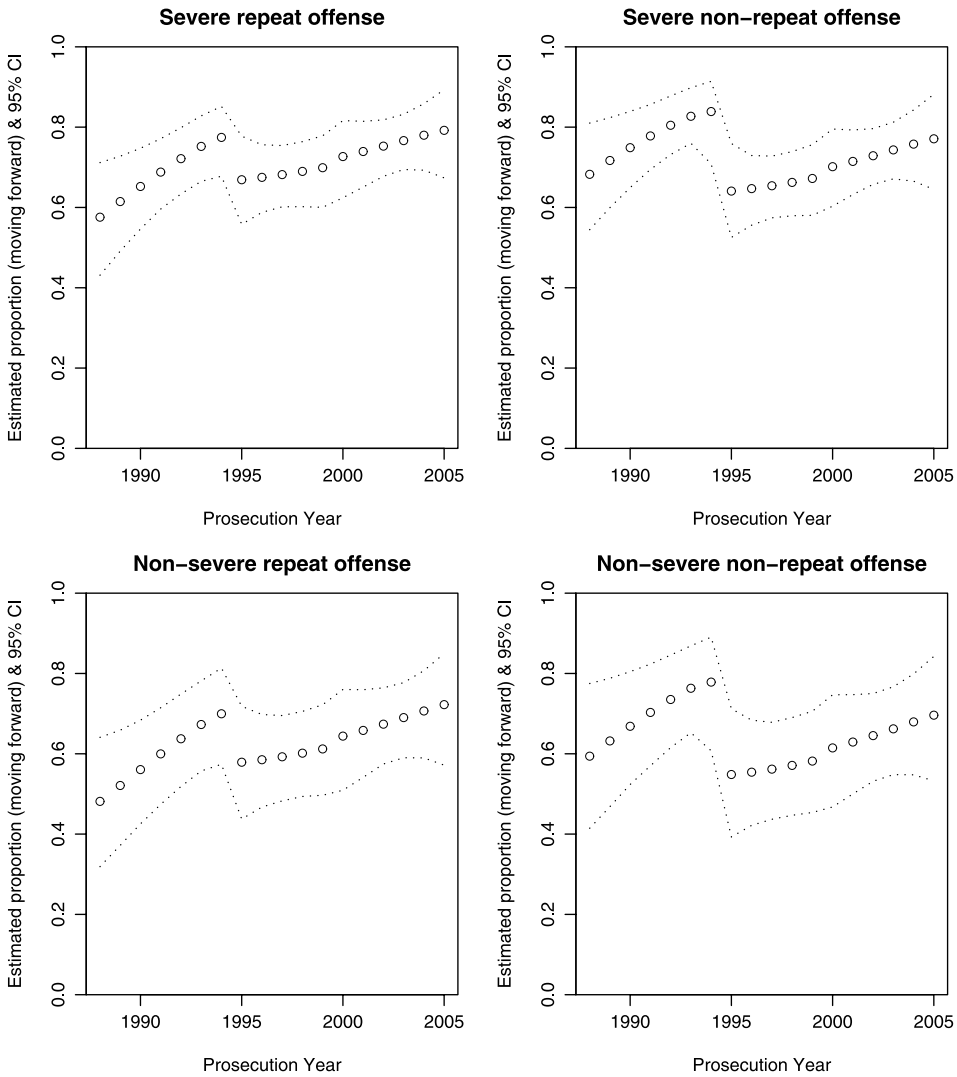 Severe repeat offense
Estimated proportion (moving forward) & 95% CI
1.0
0.8
0.6
0.4
0.2
0.0
1990 1995 2000 2005
Prosecution Year
Severe non−repeat offense
Estimated proportion (moving forward) & 95% CI
1.0
0.8
0.6
0.4
0.2
0.0
1990 1995 2000 2005
Prosecution Year
Non−severe repeat offense
Estimated proportion (moving forward) & 95% CI
1.0
0.8
0.6
0.4
0.2
0.0
1990 1995 2000 2005
Prosecution Year
Non−severe non−repeat offense
Estimated proportion (moving forward) & 95% CI
1.0
0.8
0.6
0.4
0.2
0.0
1990 1995 2000 2005
Prosecution Year